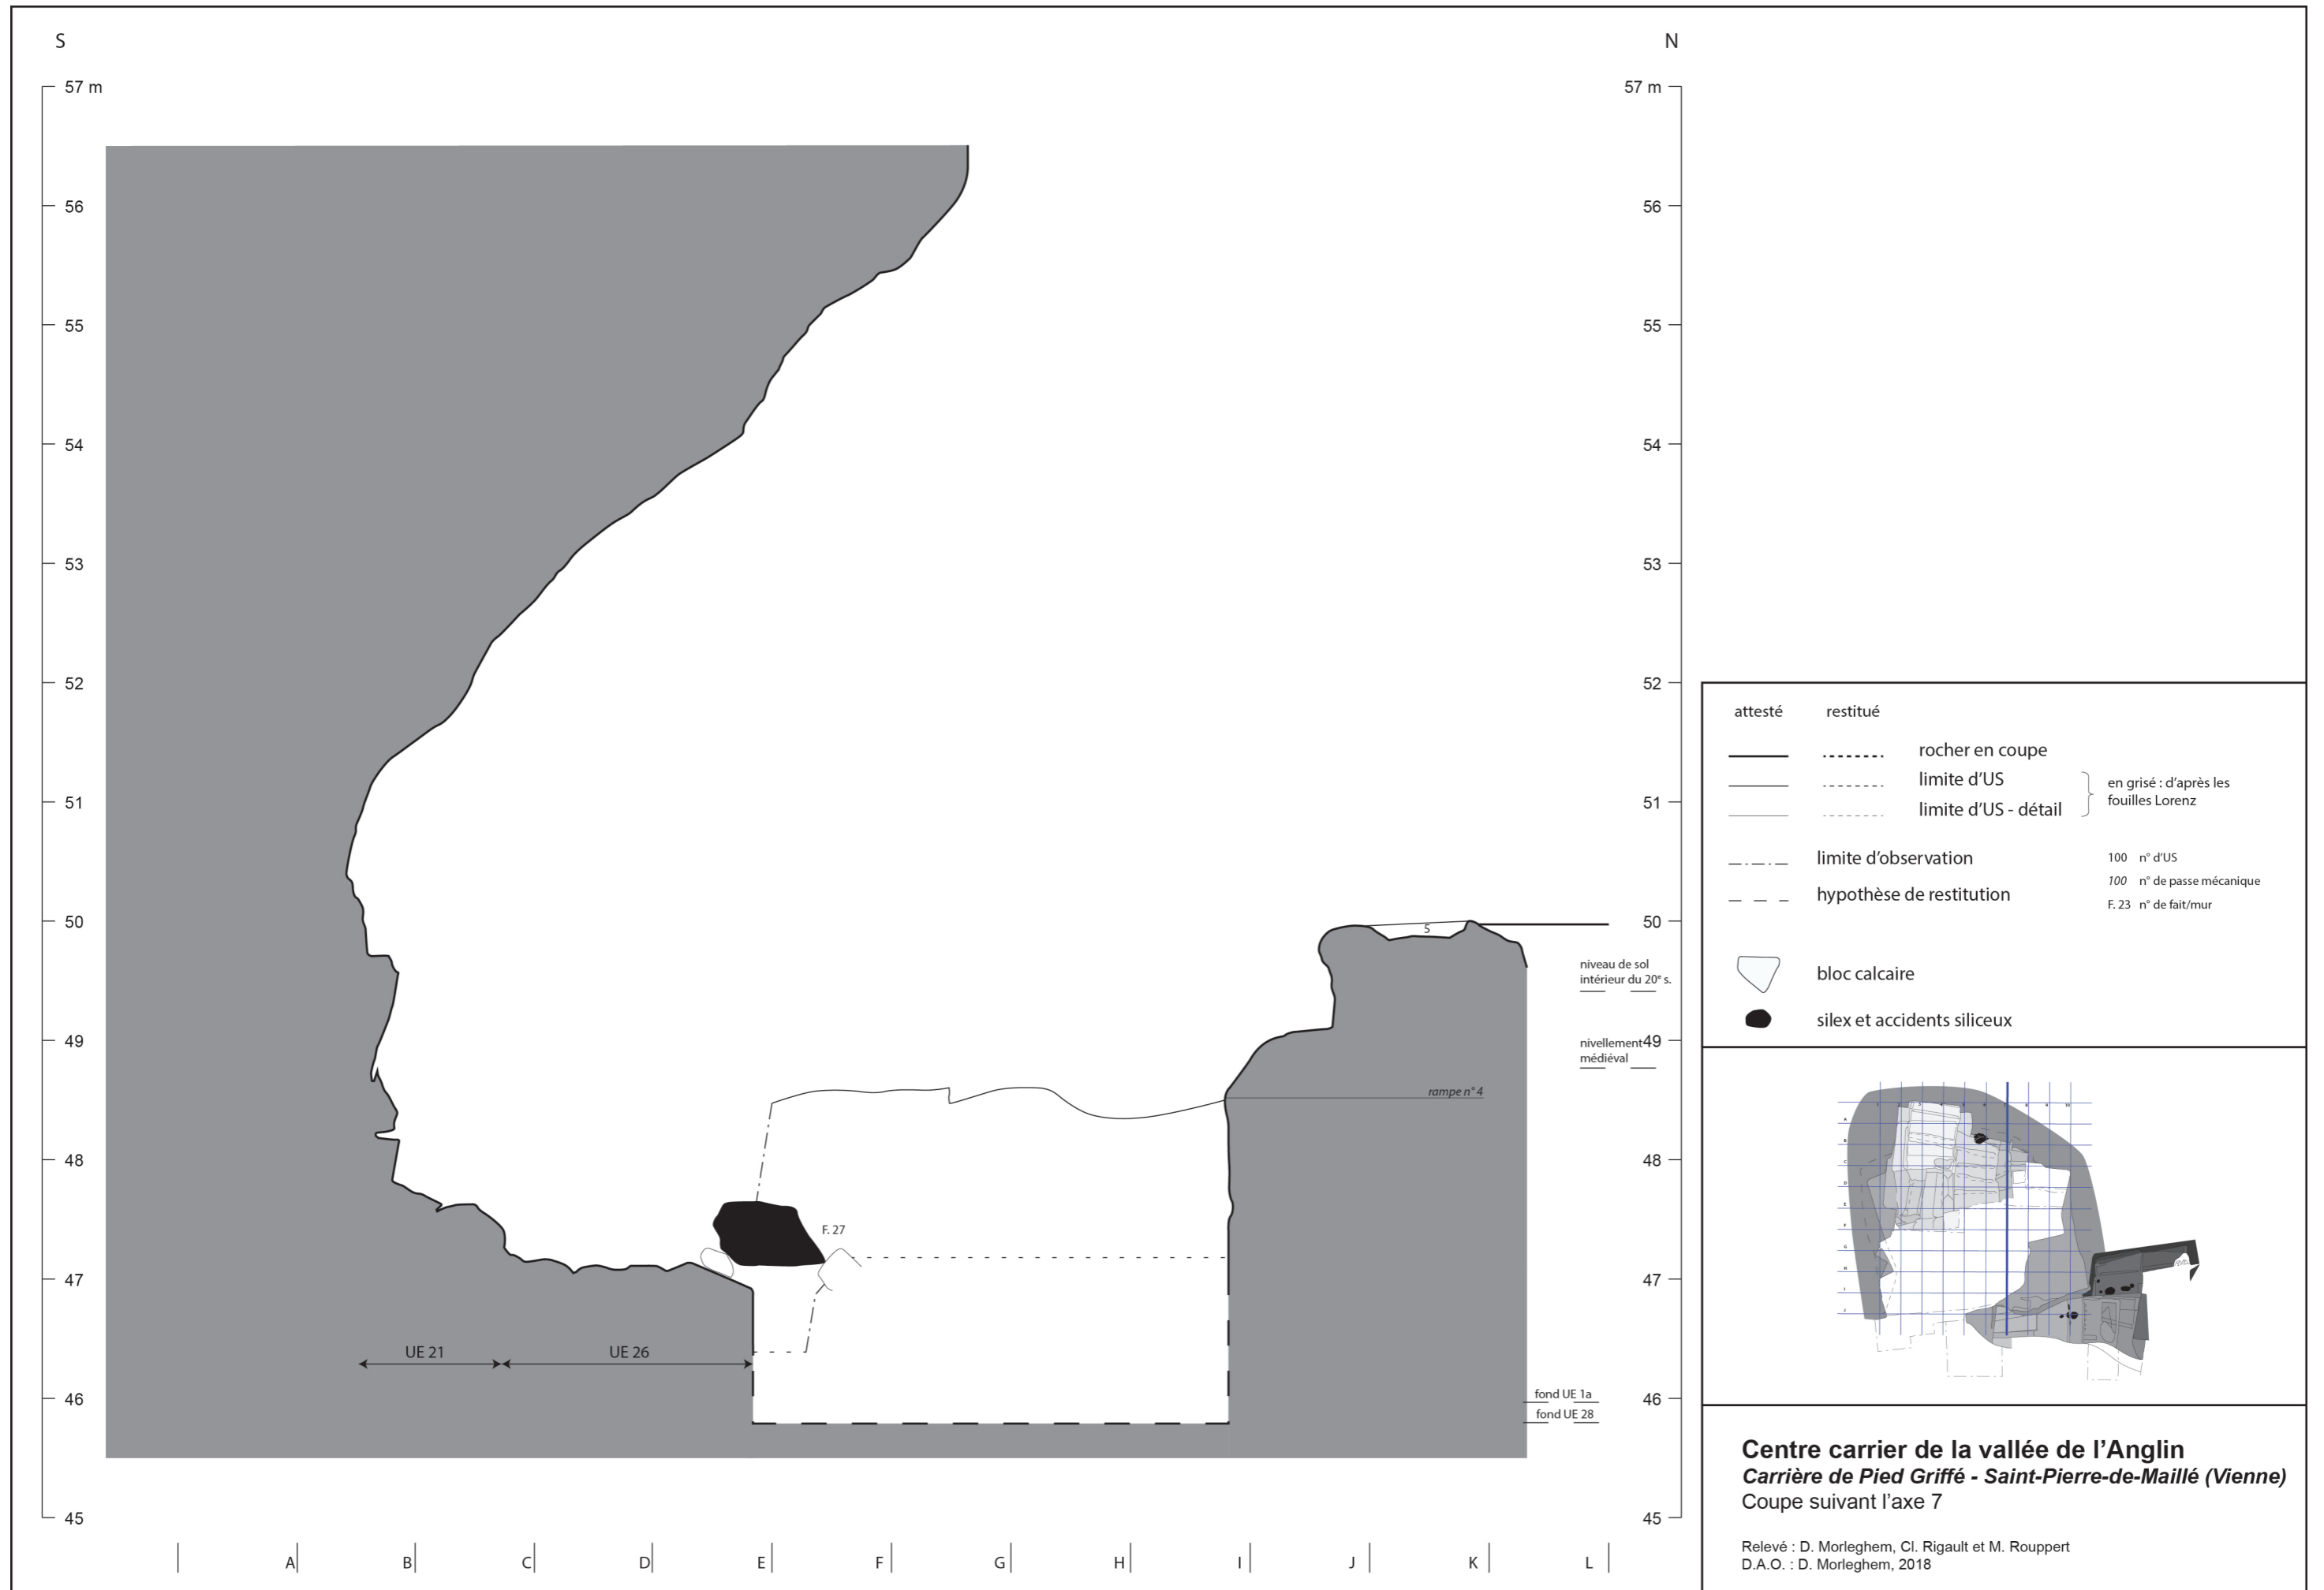 S
N
57 m
56
55
54
53
52
51
50
49
48
47
46
45
57 m
56
55
54
53
52
51
50
49
48
47
46
45
5
niveau de sol
intérieur du 20e s.
nivellement
médiéval
rampe n° 4
F. 27
UE 21
UE 26
fond UE 1a
fond UE 28
A
B
C
D
E
F
G
H
I
J
K
L
attesté restitué
rocher en coupe
limite d'US
limite d'US - détail
en grisé : d'après les
fouilles Lorenz
limite d'observation
hypothèse de restitution
100 n° d'US
100 n° de passe mécanique
F. 23 n° de fait/mur
bloc calcaire
silex et accidents siliceux
Centre carrier de la vallée de l'Anglin
Carrière de Pied Griffé - Saint-Pierre-de-Maillé (Vienne)
Coupe suivant l'axe 7
Relevé : D. Morleghem, Cl. Rigault et M. Rouppert
D.A.O. : D. Morleghem, 2018